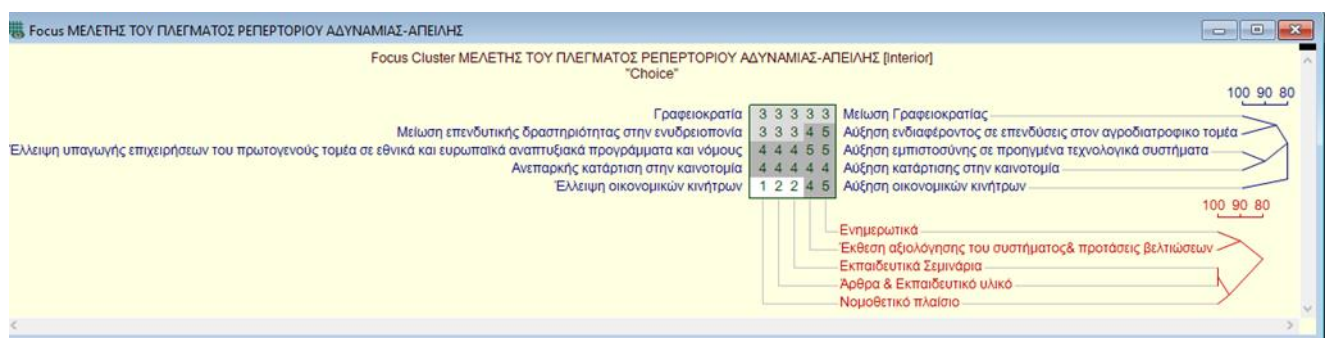 Focus ΜΕΛΕΤΗΣ ΤΟΥ ΠΛΕΓΜΑΤΟΣ ΡΕΠΕΡΤΟΡΙΟΥ ΑΔΥΝΑΜΙΑΣ-ΑΠΕΙΛΗΣ
Focus Cluster ΜΕΛΕΤΗΣ ΤΟΥ ΠΛΕΓΜΑΤΟΣ ΡΕΠΕΡΤΟΡΙΟΥ ΑΔΥΝΑΜΙΑΣ-ΑΠΕΙΛΗΣ [Interior]
"Choice"
100 90 80
Γραφειοκρατία 3 3 3 3 3 Μείωση Γραφειοκρατίας
Μείωση επενδυτικής δραστηριότητας στην ενυδρειοπονία 3 3 3 4 5 Αύξηση ενδιαφέροντος σε επενδύσεις στον αγροδιατροφικο τομέα
Έλλειψη υπαγωγής επιχειρήσεων του πρωτογενούς τομέα σε εθνικά και ευρωπαϊκά αναπτυξιακά προγράμματα και νόμους 4 4 4 5 5 Αύξηση εμπιστοσύνης σε προηγμένα τεχνολογικά συστήματα
Ανεπαρκής κατάρτιση στην καινοτομία 4 4 4 4 4 Αύξηση κατάρτισης στην καινοτομία
Έλλειψη οικονομικών κινήτρων 1 2 2 4 5 Αύξηση οικονομικών κινήτρων
100 90 80
Ενημερωτικά
Έκθεση αξιολόγησης του συστήματος& προτάσεις βελτιώσεων
Εκπαιδευτικά Σεμινάρια
Άρθρα & Εκπαιδευτικό υλικό
Νομοθετικό πλαίσιο